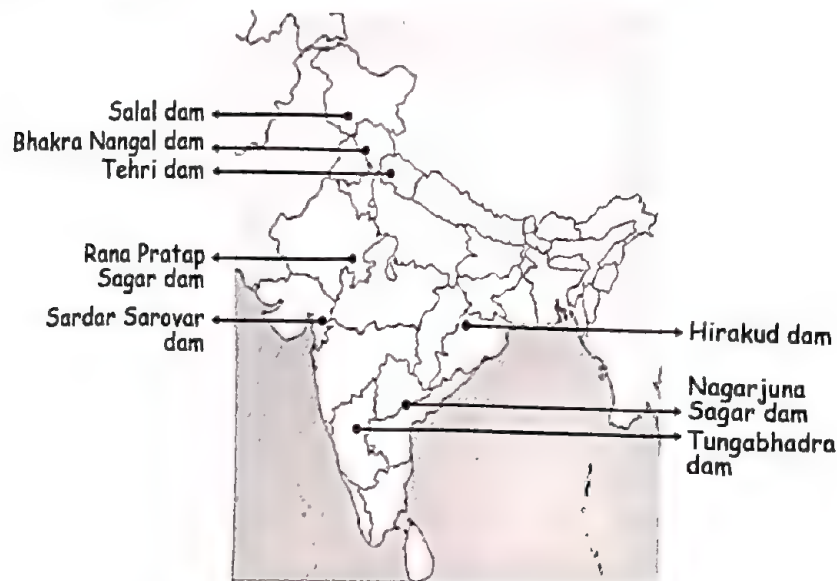 Salal dam
Bhakra Nangal dam
Tehri dam
Rana Pratap
Sagar dam
Sardar Sarovar
dam
Hirakud dam
Nagarjuna
Sagar dam
Tungabhadra
dam